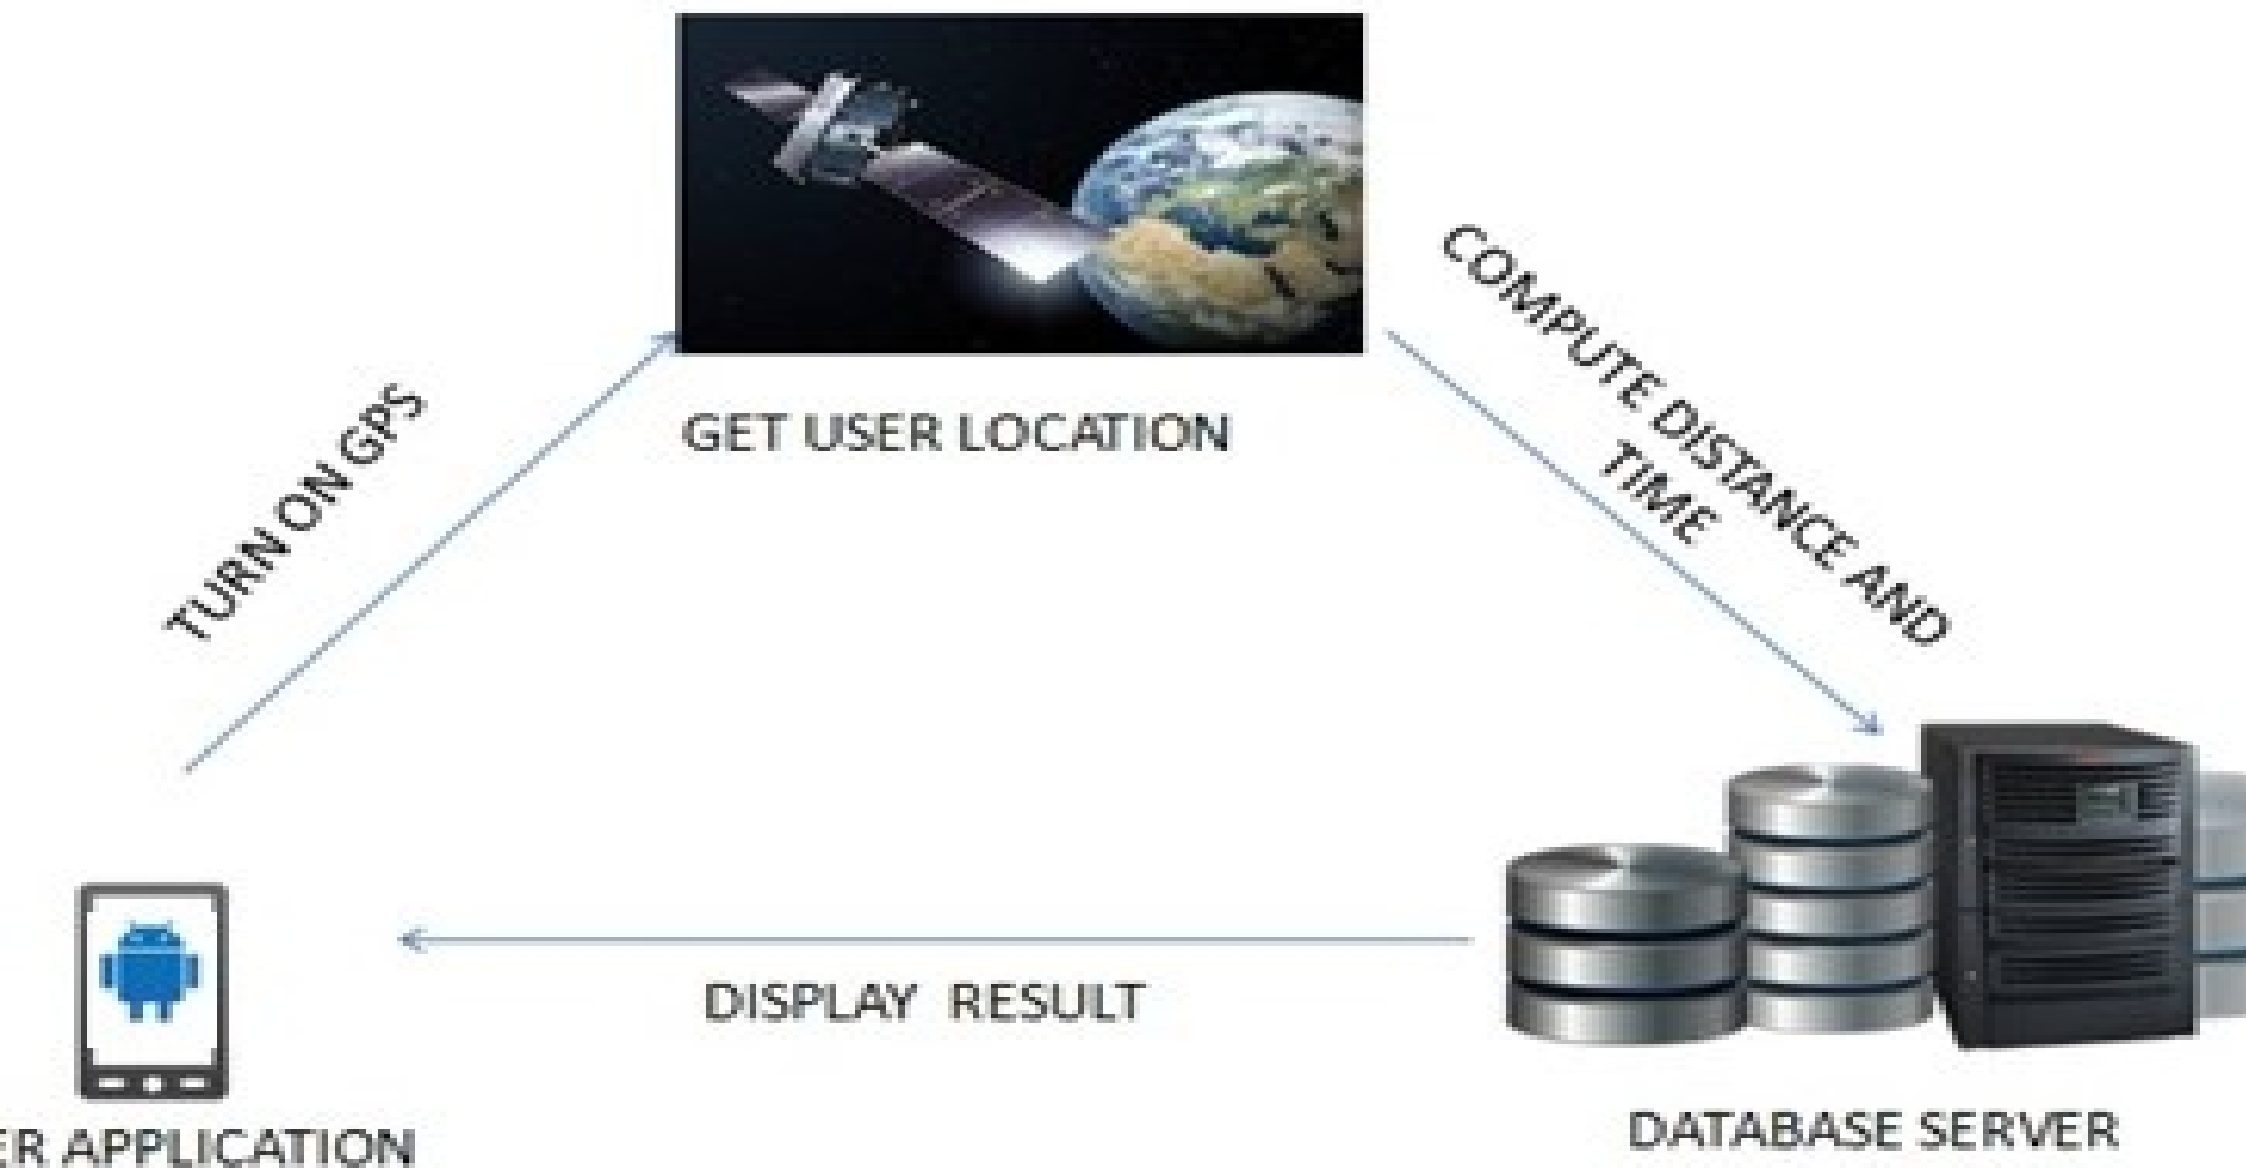 GET USER LOCATION
TURN ON GPS
COMPUTE DISTANCE AND
TIME
DISPLAY  RESULT
ER APPLICATION
DATABASE SERVER